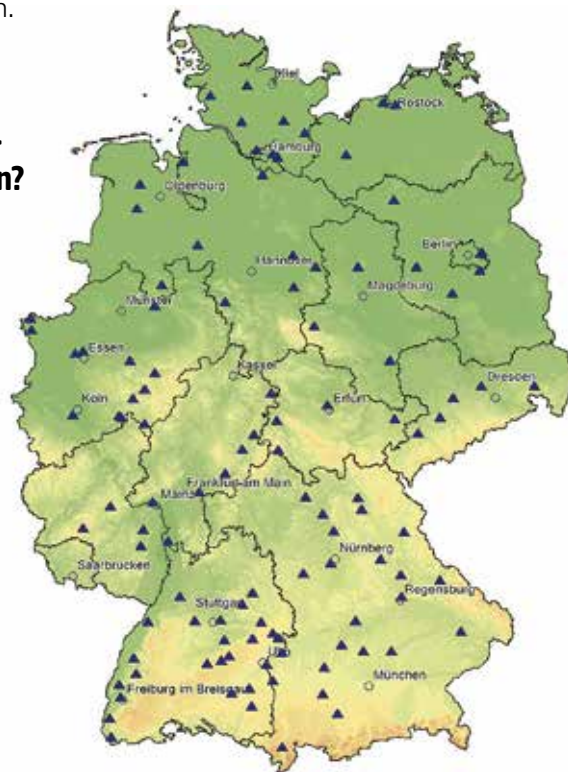 n.
n?
Kiel
Rostock
Hamburg
Oldenburg
Berlin
Hannover
Magdeburg
Münster
Essen
Kassel
Dresden
Köln
Erfurt
Frankfurt am Main
Mainz
Nürnberg
Saarbrücken
Regensburg
Stuttgart
Ulm
München
Freiburg im Breisgau